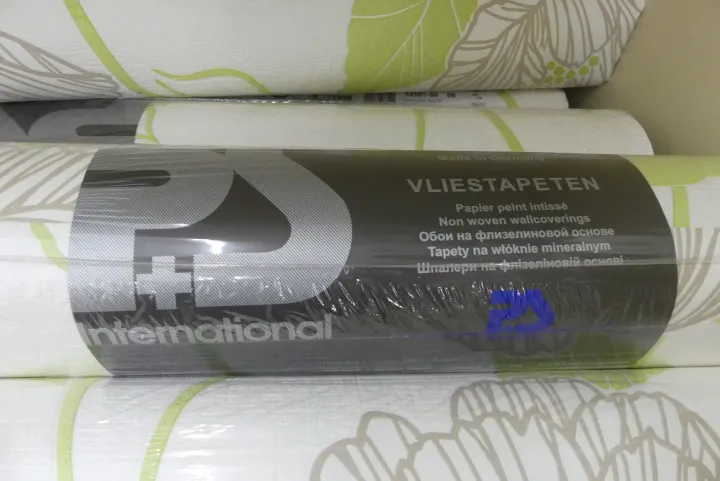 Made in Germany
VLIESTAPETEN
Papier peint intissé
Non woven wallcoverings
Обои на флизелиновой основе
Tapety na włóknie mineralnym
Шпалери на флізеліновій основі
P+S
International